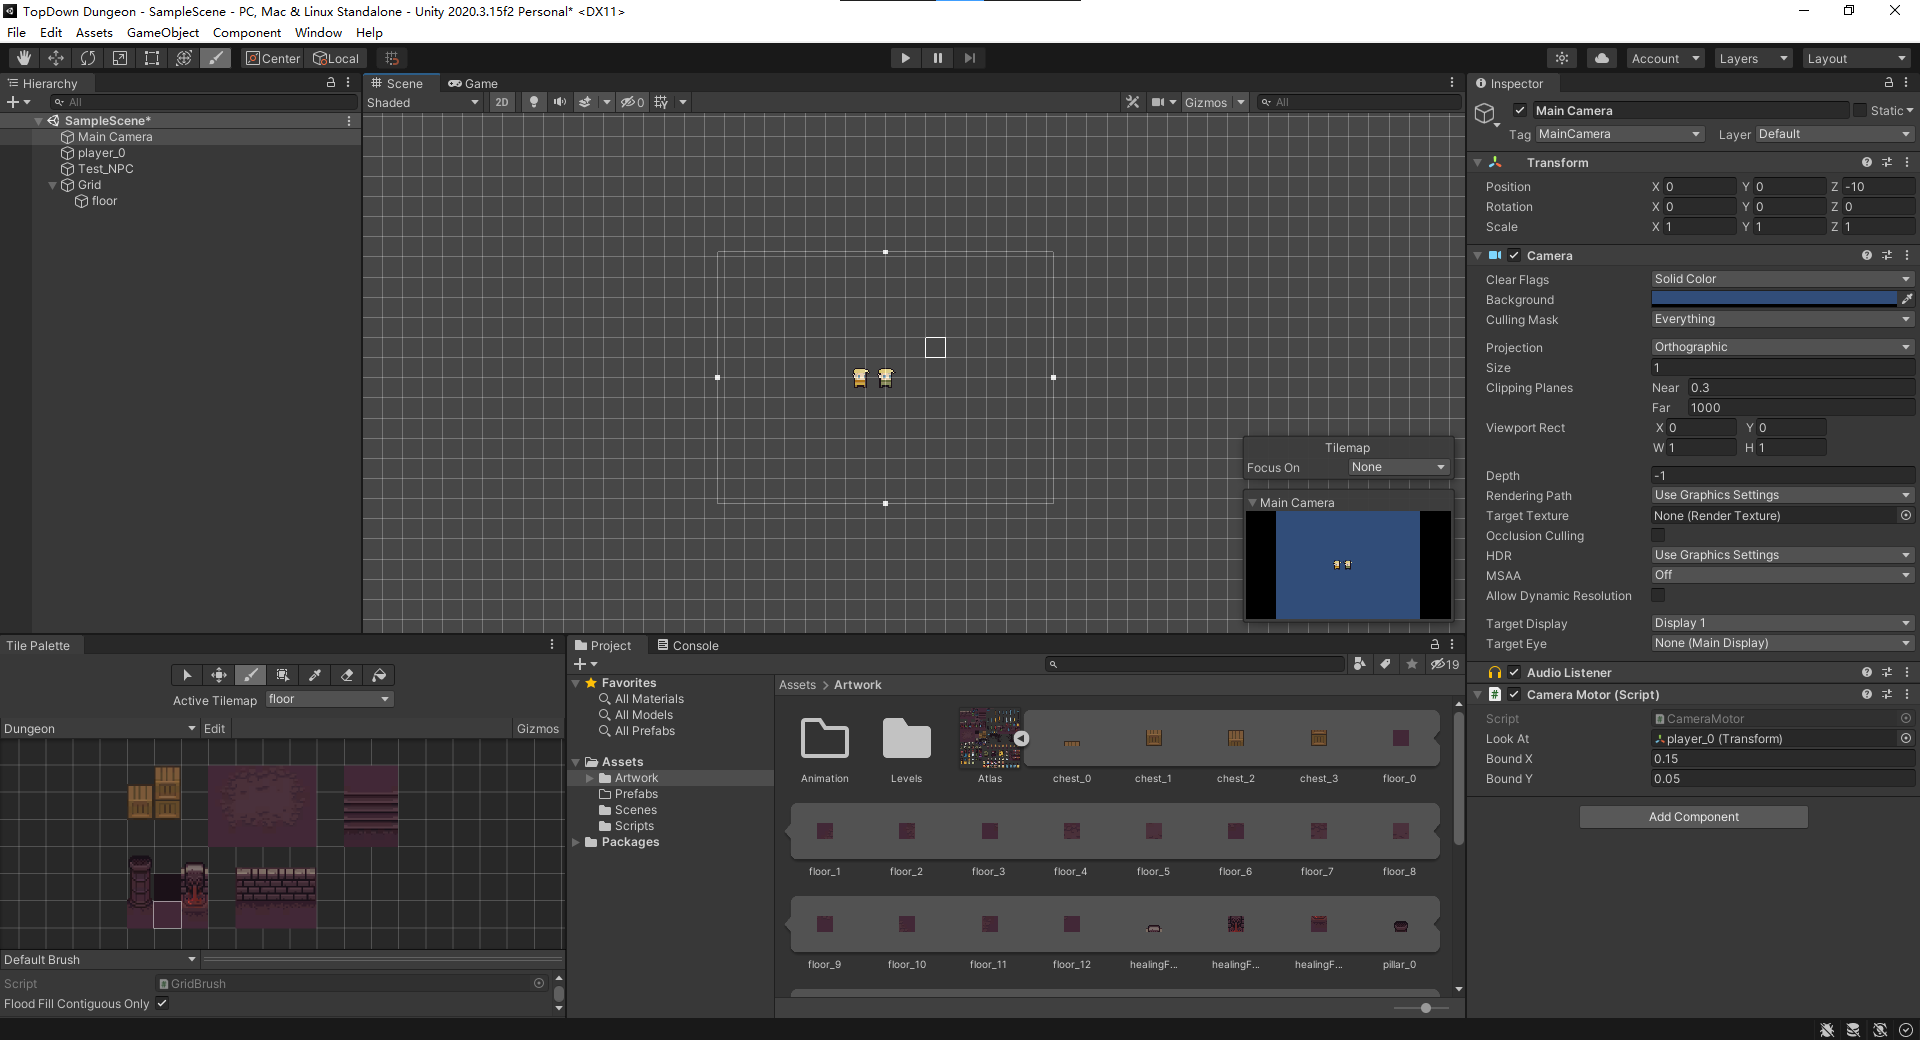 TopDown Dungeon - SampleScene - PC, Mac & Linux Standalone - Unity 2020.3.15f2 Personal* <DX11>
File Edit Assets GameObject Component Window Help
Center Local Account Layers Layout
Hierarchy
All
SampleScene*
Main Camera
player_0
Test_NPC
Grid
floor
Scene Game
Shaded 2D 0 Gizmos All
Tilemap
Focus On None
Main Camera
Inspector
Main Camera Static
Tag MainCamera Layer Default
Transform
Position X 0 Y 0 Z -10
Rotation X 0 Y 0 Z 0
Scale X 1 Y 1 Z 1
Camera
Clear Flags Solid Color
Background
Culling Mask Everything
Projection Orthographic
Size 1
Clipping Planes Near 0.3
Far 1000
Viewport Rect X 0 Y 0
W 1 H 1
Depth -1
Rendering Path Use Graphics Settings
Target Texture None (Render Texture)
Occlusion Culling
HDR Use Graphics Settings
MSAA Off
Allow Dynamic Resolution
Target Display Display 1
Target Eye None (Main Display)
Audio Listener
Camera Motor (Script)
Script CameraMotor
Look At player_0 (Transform)
Bound X 0.15
Bound Y 0.05
Add Component
Tile Palette
Active Tilemap floor
Dungeon Edit Gizmos
Default Brush
Script GridBrush
Flood Fill Contiguous Only
Project Console
19
Favorites
All Materials
All Models
All Prefabs
Assets
Artwork
Prefabs
Scenes
Scripts
Packages
Assets > Artwork
Animation Levels Atlas chest_0 chest_1 chest_2 chest_3 floor_0
floor_1 floor_2 floor_3 floor_4 floor_5 floor_6 floor_7 floor_8
floor_9 floor_10 floor_11 floor_12 healingF... healingF... healingF... pillar_0